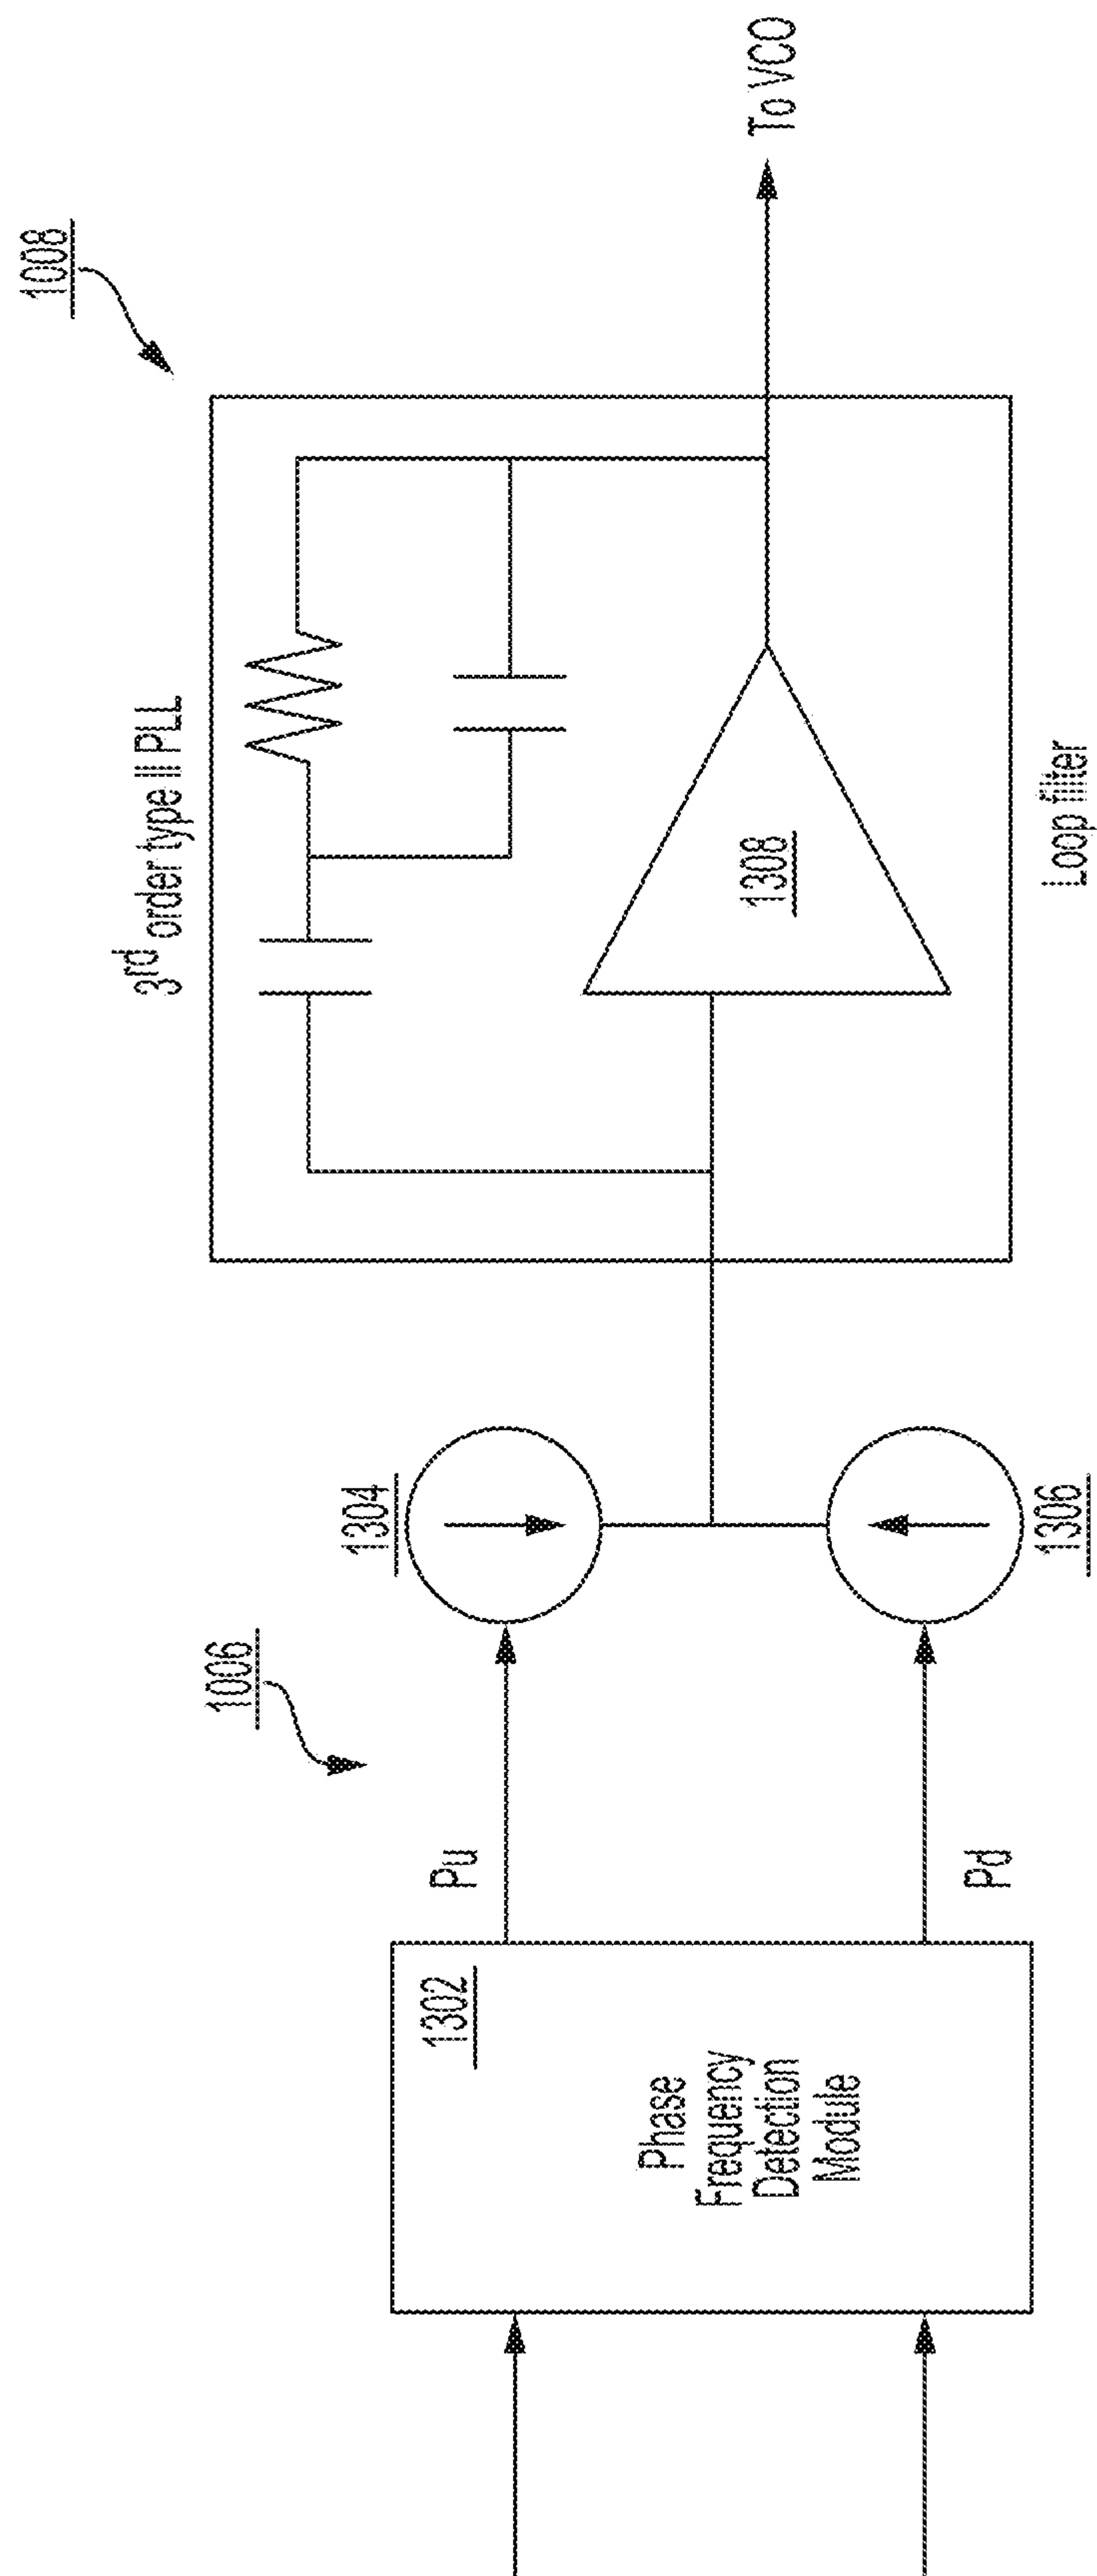 1302
Phase
Frequency
Detection
Module
Pu
Pd
1006
1304
1306
3rd order type II PLL
1308
Loop filter
1008
To VCO